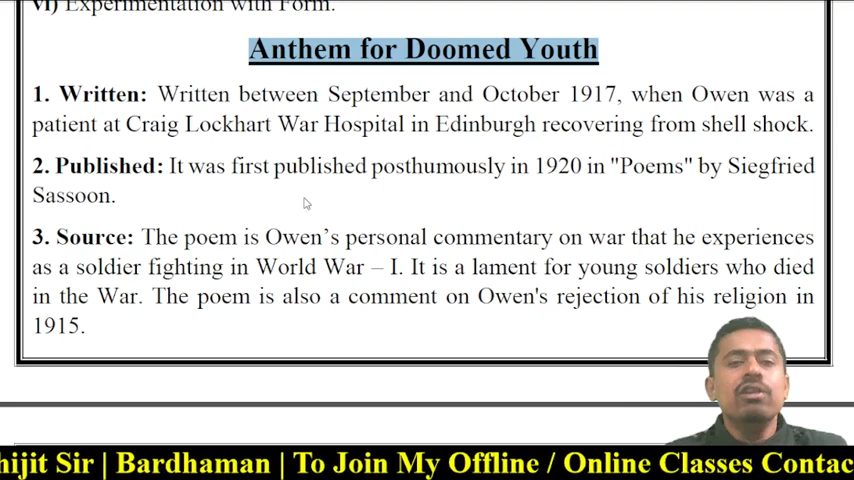 vi) Experimentation with Form.
Anthem for Doomed Youth
1. Written: Written between September and October 1917, when Owen was a
patient at Craig Lockhart War Hospital in Edinburgh recovering from shell shock.
2. Published: It was first published posthumously in 1920 in "Poems" by Siegfried
Sassoon.
3. Source: The poem is Owen's personal commentary on war that he experiences
as a soldier fighting in World War – I. It is a lament for young soldiers who died
in the War. The poem is also a comment on Owen's rejection of his religion in
1915.
hijit Sir | Bardhaman | To Join My Offline / Online Classes Contac